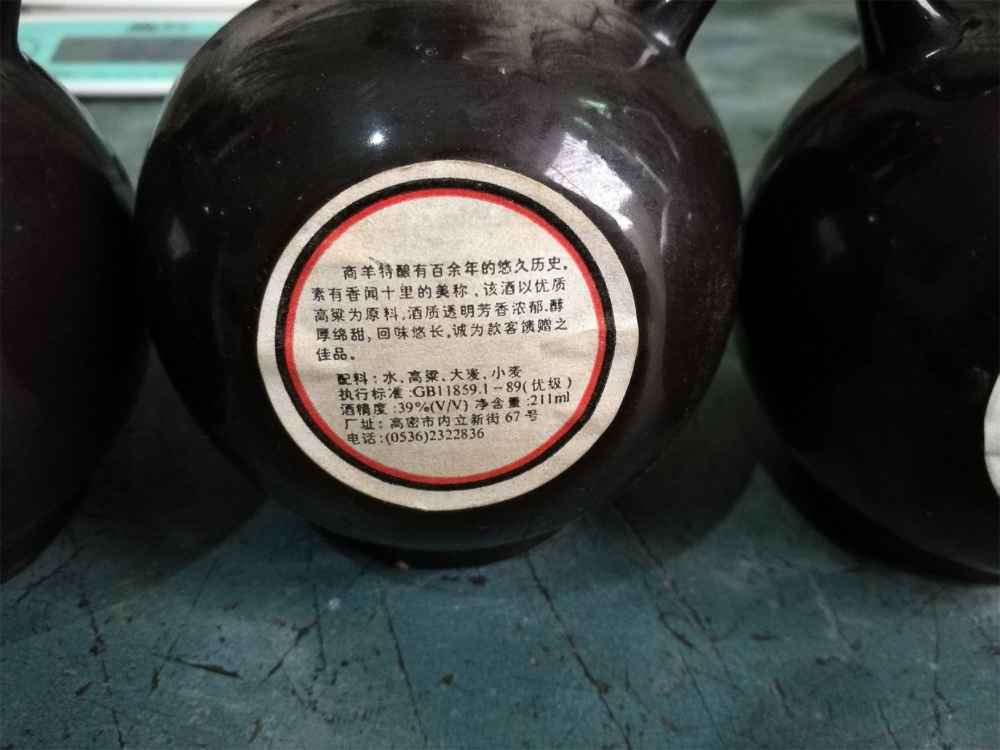 商羊特酿有百余年的悠久历史,
素有香闻十里的美称,该酒以优质
高粱为原料,酒质透明芳香浓郁,醇
厚绵甜,回味悠长,诚为款客馈赠之
佳品。
配料:水、高粱、大麦、小麦
执行标准:GB11859.1-89(优级)
酒精度:39%(V/V) 净含量:211ml
厂址:高密市内立新街67号
电话:(0536)2322836